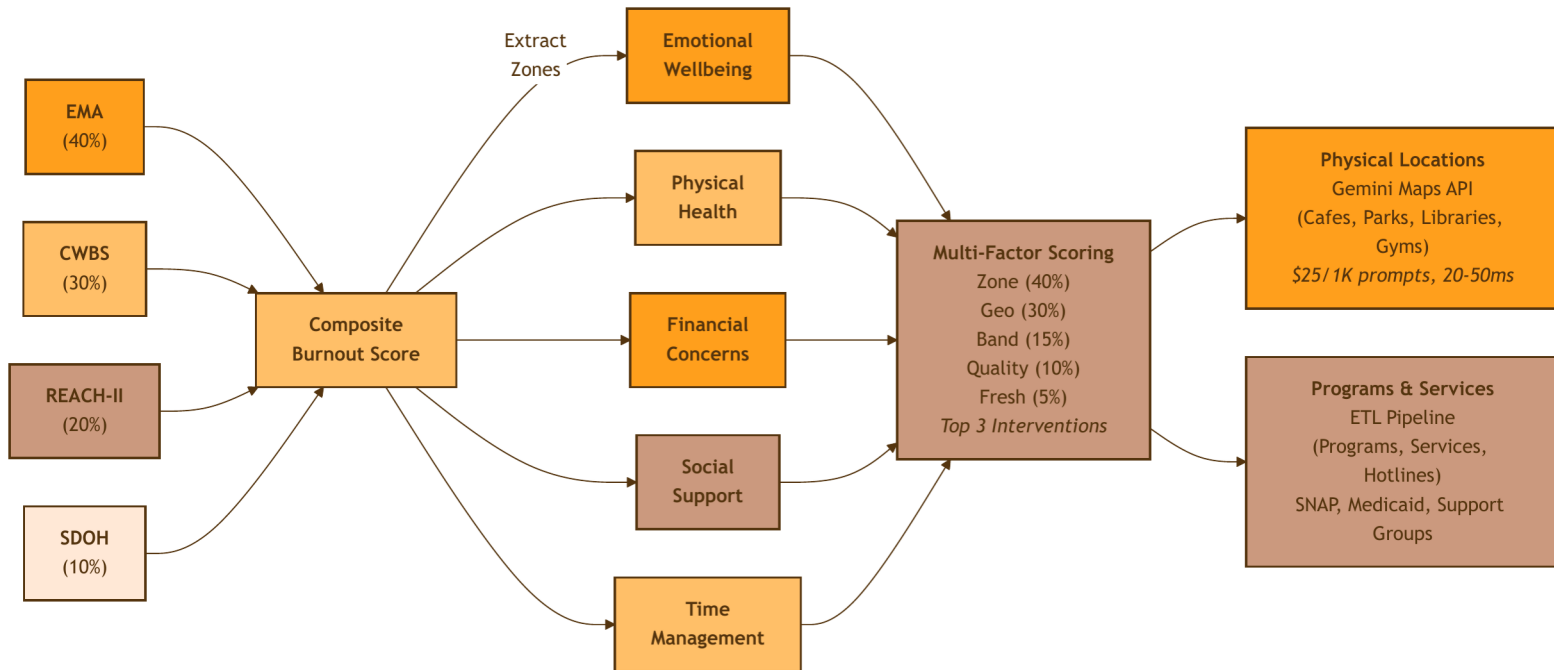 EMA
(40%)
CWBS
(30%)
REACH-II
(20%)
SDOH
(10%)
Composite
Burnout Score
Extract
Zones
Emotional
Wellbeing
Physical
Health
Financial
Concerns
Social
Support
Time
Management
Multi-Factor Scoring
Zone (40%)
Geo (30%)
Band (15%)
Quality (10%)
Fresh (5%)
Top 3 Interventions
Physical Locations
Gemini Maps API
(Cafes, Parks, Libraries,
Gyms)
$25/1K prompts, 20-50ms
Programs & Services
ETL Pipeline
(Programs, Services,
Hotlines)
SNAP, Medicaid, Support
Groups